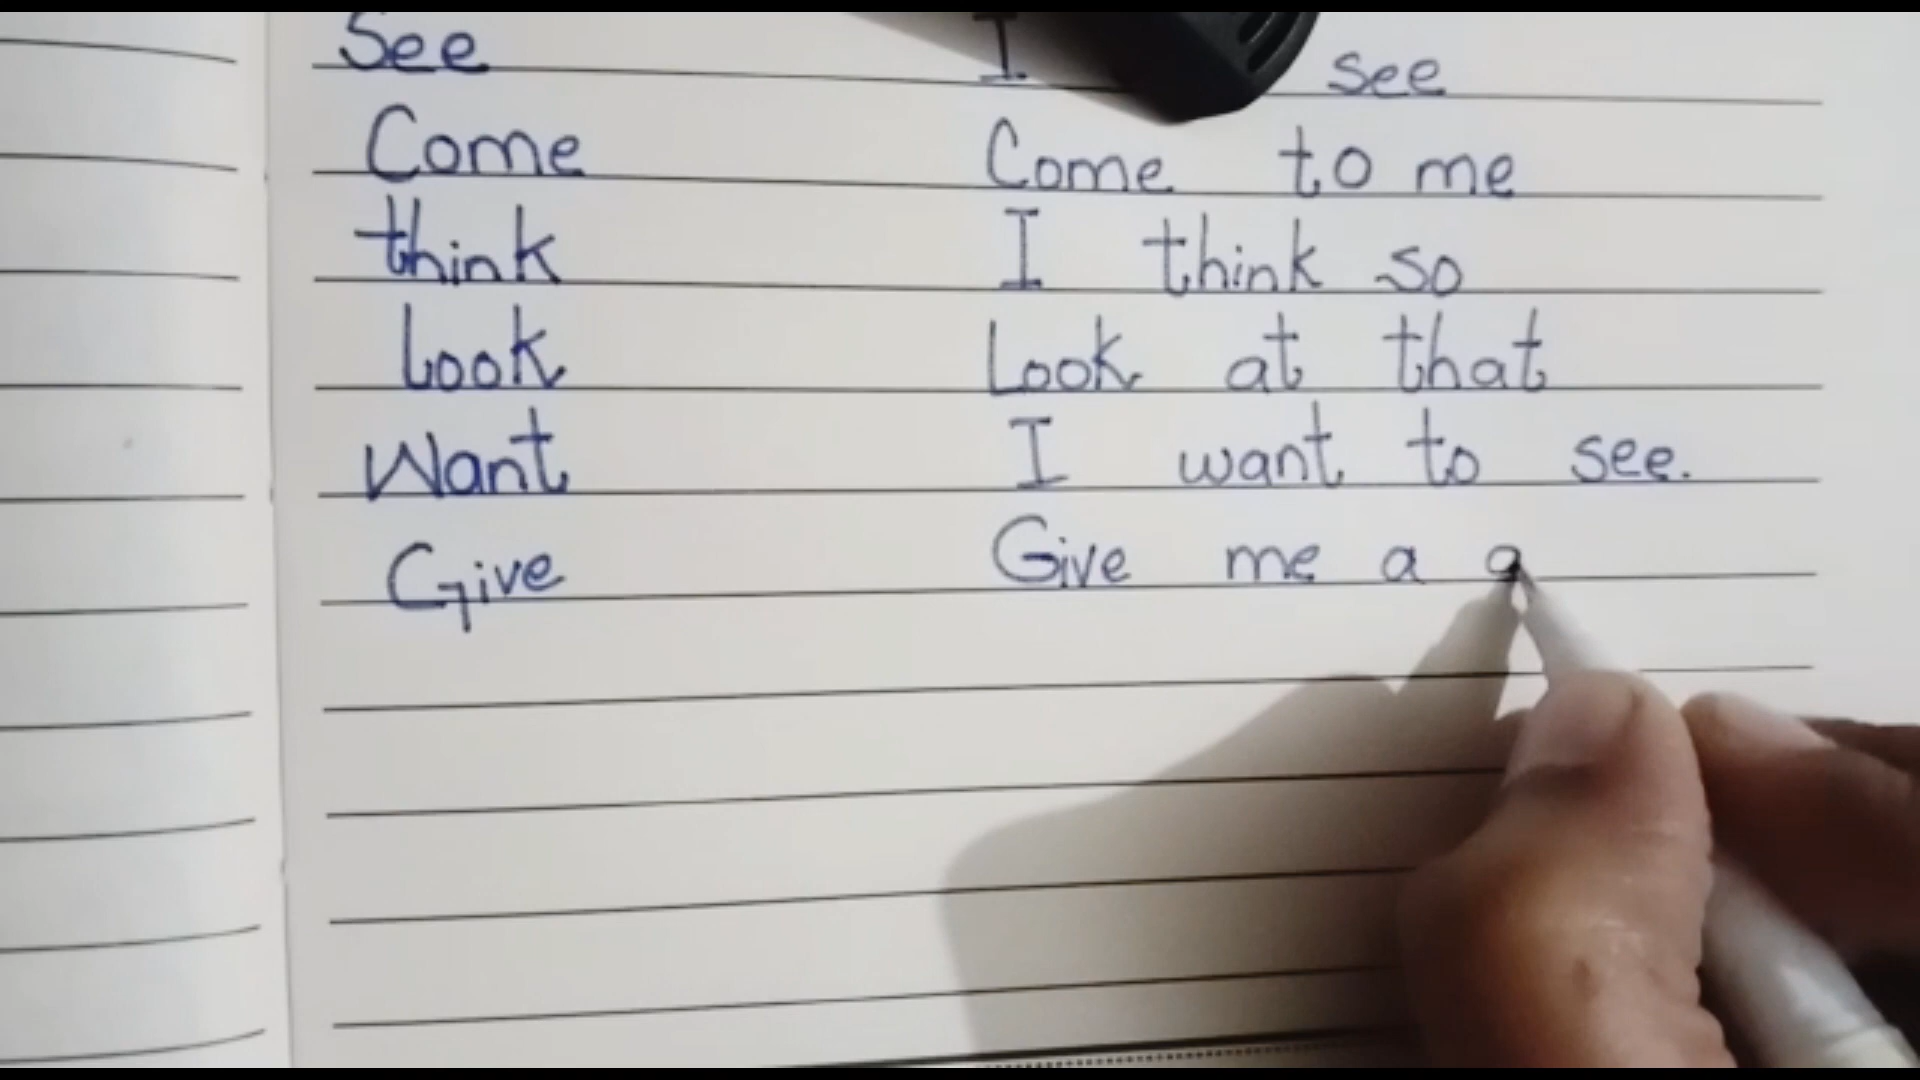 See I see
Come Come to me
think I think so
Look Look at that
Want I want to see.
Give Give me a